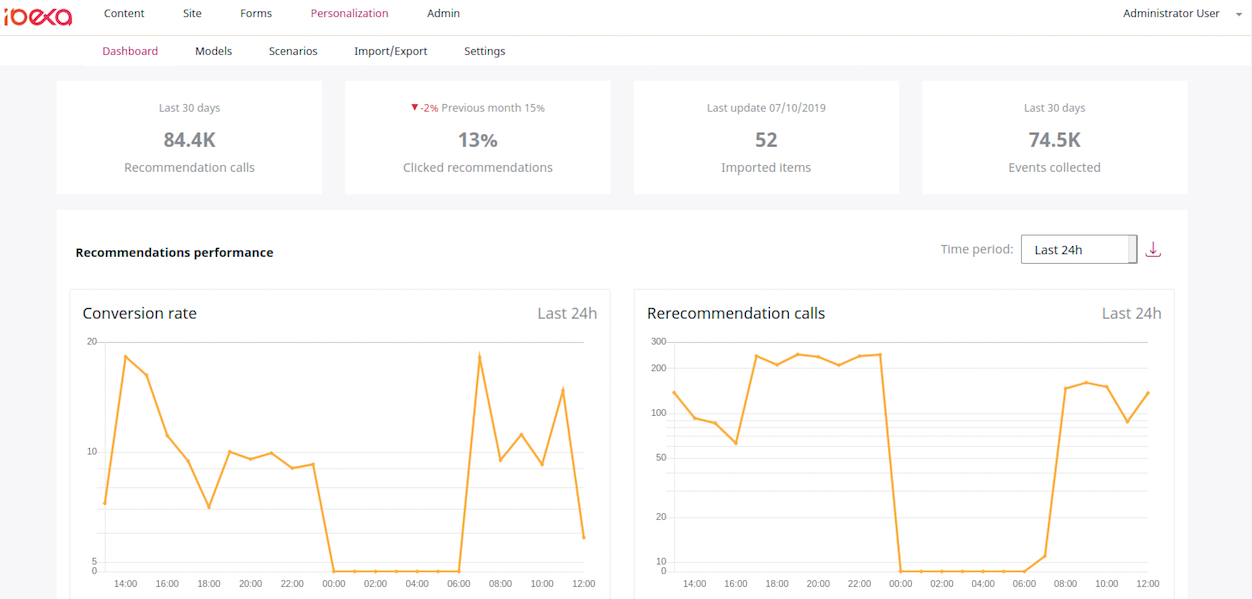 ibexa Content Site Forms Personalization Admin Administrator User
Dashboard Models Scenarios Import/Export Settings
Last 30 days
84.4K
Recommendation calls
▼-2% Previous month 15%
13%
Clicked recommendations
Last update 07/10/2019
52
Imported items
Last 30 days
74.5K
Events collected
Recommendations performance
Time period: Last 24h
Conversion rate Last 24h
20
10
5
0
14:00 16:00 18:00 20:00 22:00 00:00 02:00 04:00 06:00 08:00 10:00 12:00
Rerecommendation calls Last 24h
300
200
100
50
20
10
0
14:00 16:00 18:00 20:00 22:00 00:00 02:00 04:00 06:00 08:00 10:00 12:00